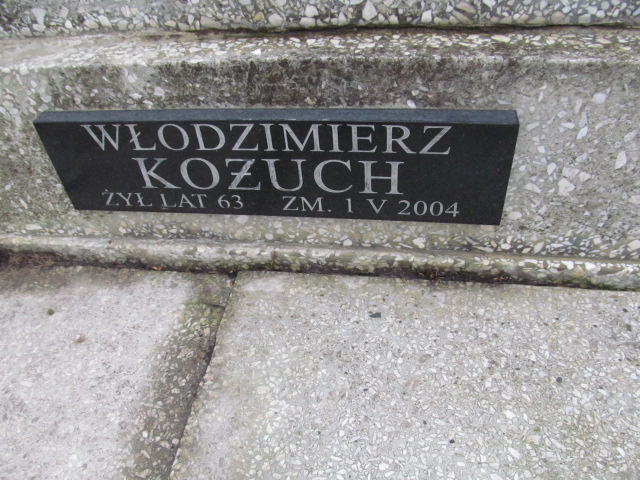 WŁODZIMIERZ
KOŻUCH
ŻYŁ LAT 63 ZM. 1 V 2004